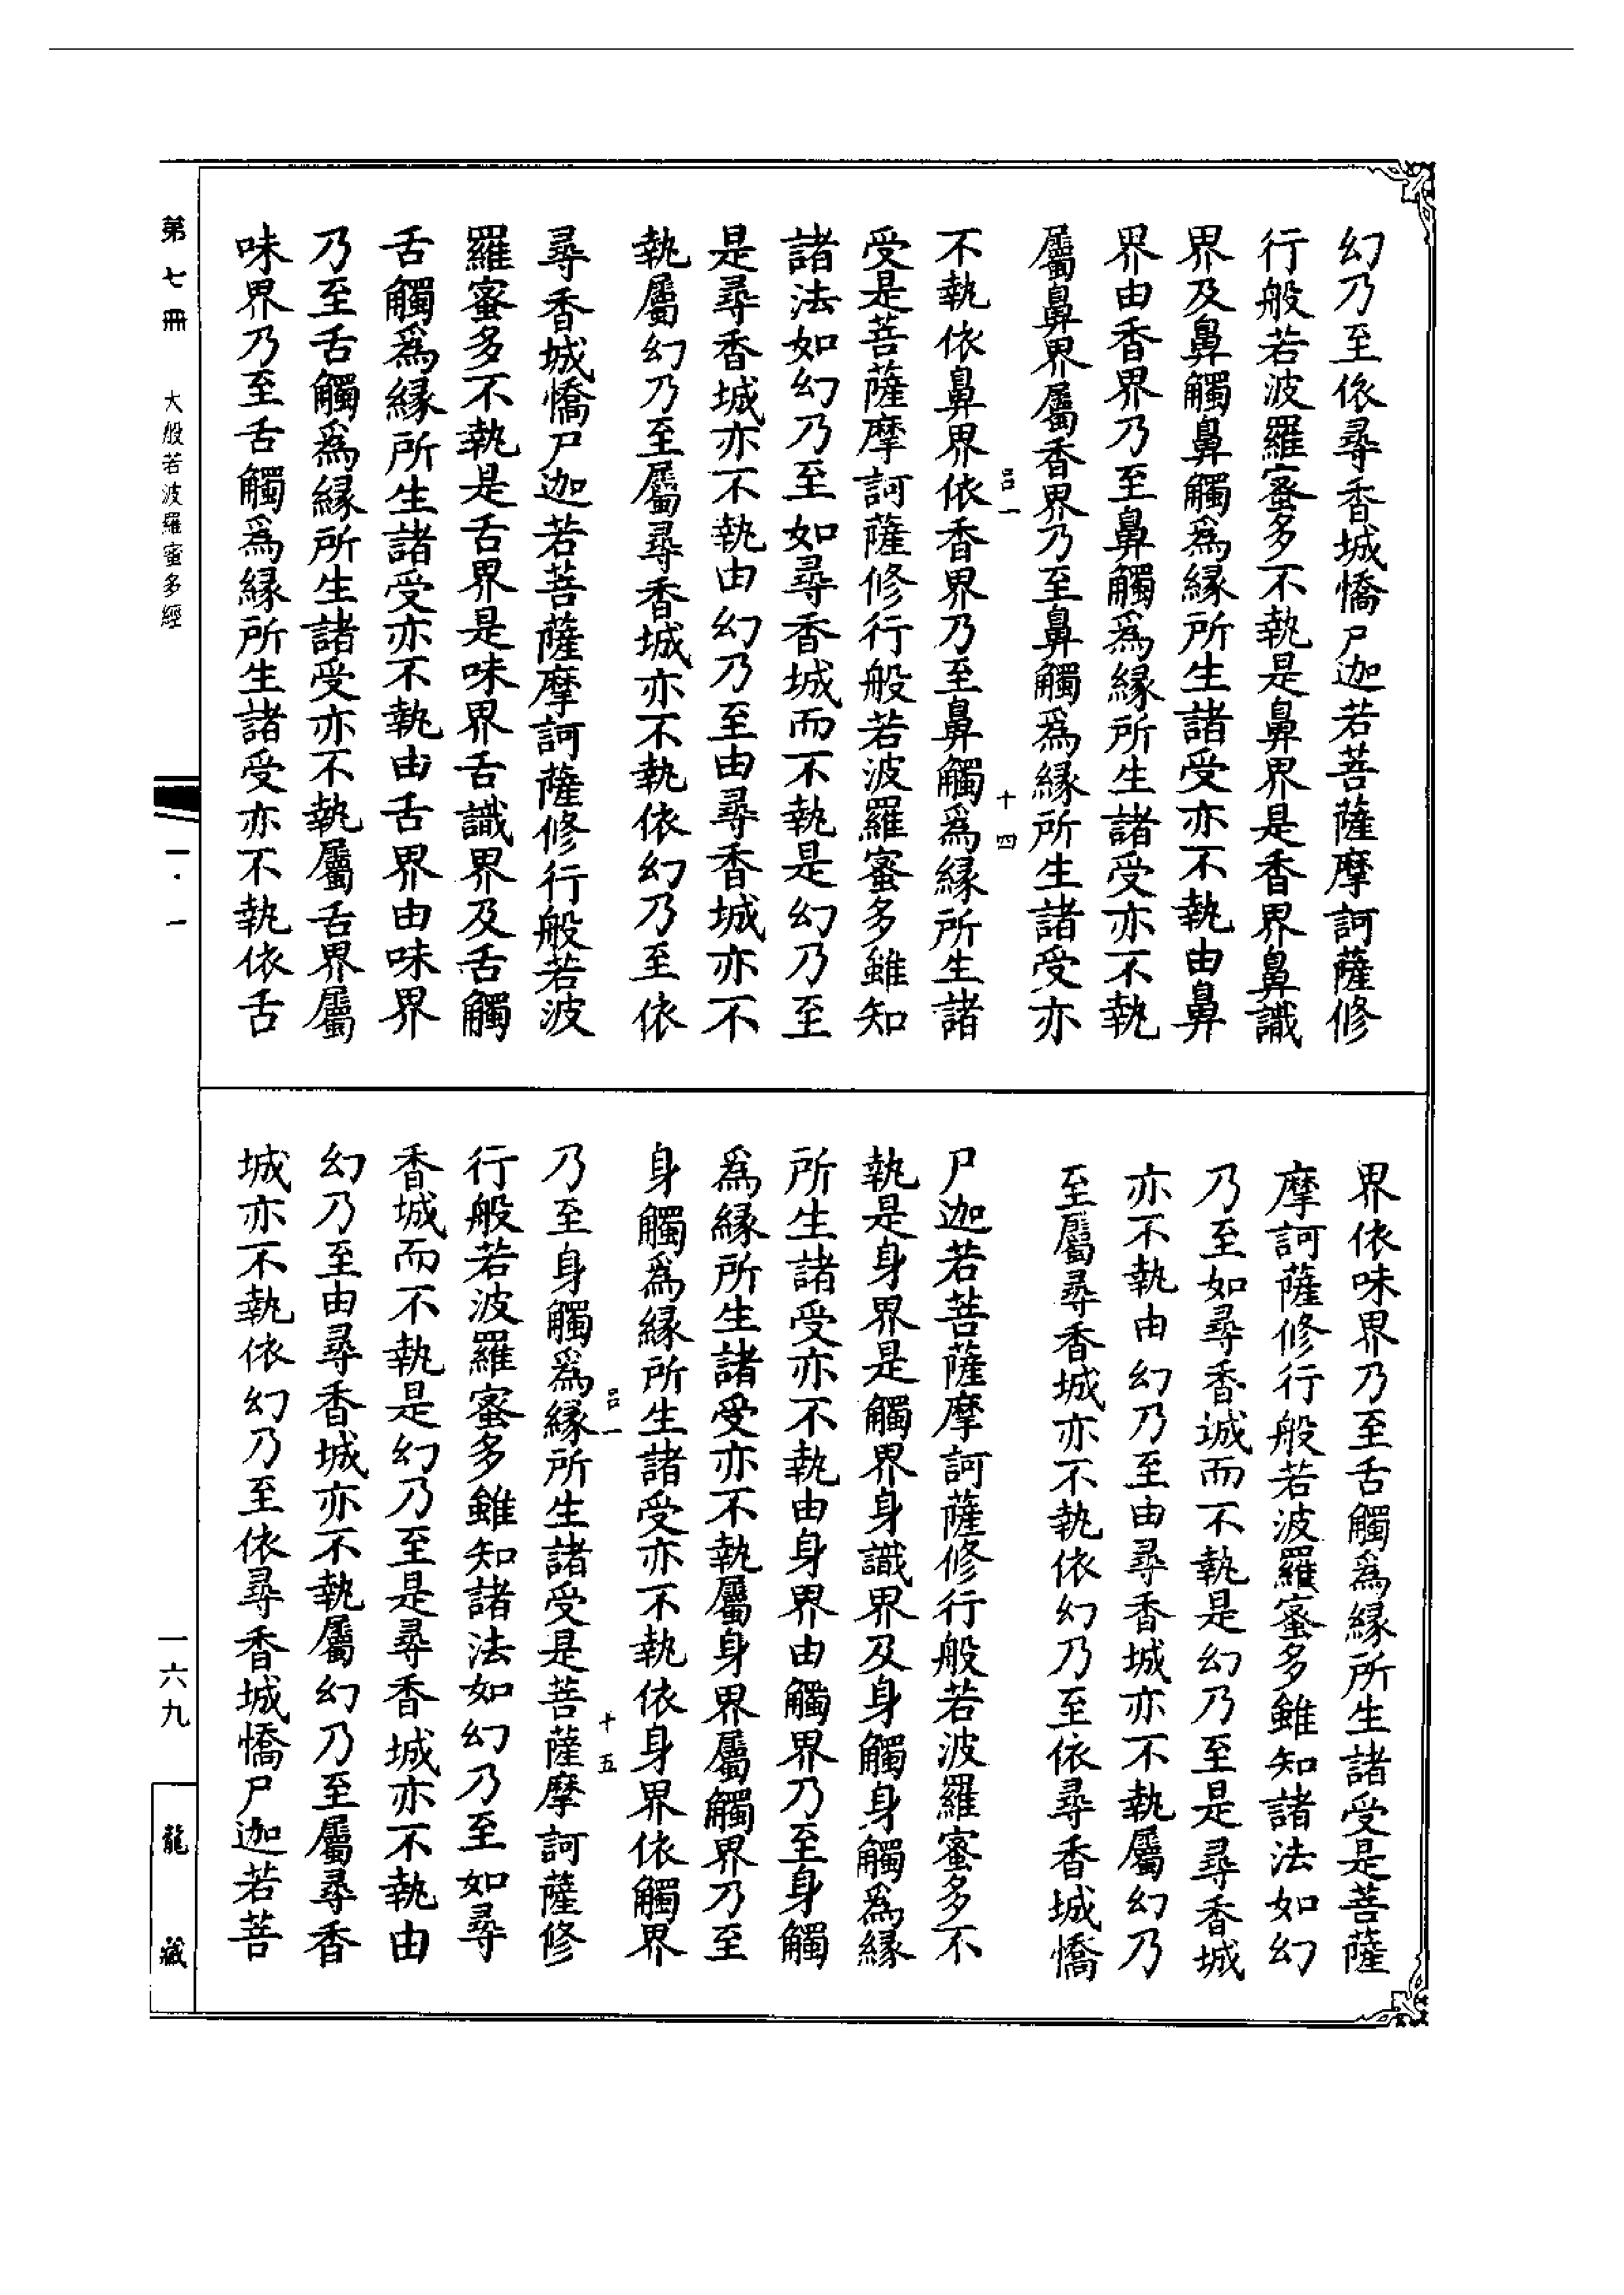 幻乃至依尋香城憍尸迦若菩薩摩訶薩修
行般若波羅蜜多不執是鼻界是香界鼻識
界及鼻觸鼻觸爲緣所生諸受亦不執由鼻
界由香界乃至鼻觸爲緣所生諸受亦不執
屬鼻界屬香界乃至鼻觸爲緣所生諸受亦
呂一
十四
不執依鼻界依香界乃至鼻觸爲緣所生諸
受是菩薩摩訶薩修行般若波羅蜜多雖知
諸法如幻乃至如尋香城而不執是幻乃至
是尋香城亦不執由幻乃至由尋香城亦不
執屬幻乃至屬尋香城亦不執依幻乃至依
尋香城憍尸迦若菩薩摩訶薩修行般若波
羅蜜多不執是舌界是味界舌識界及舌觸
舌觸爲緣所生諸受亦不執由舌界由味界
乃至舌觸爲緣所生諸受亦不執屬舌界屬
味界乃至舌觸爲緣所生諸受亦不執依舌
界依味界乃至舌觸爲緣所生諸受是菩薩
摩訶薩修行般若波羅蜜多雖知諸法如幻
乃至如尋香城而不執是幻乃至是尋香城
亦不執由幻乃至由尋香城亦不執屬幻乃
至屬尋香城亦不執依幻乃至依尋香城憍
尸迦若菩薩摩訶薩修行般若波羅蜜多不
執是身界是觸界身識界及身觸身觸爲緣
所生諸受亦不執由身界由觸界乃至身觸
爲緣所生諸受亦不執屬身界屬觸界乃至
身觸爲緣所生諸受亦不執依身界依觸界
呂一
十五
乃至身觸爲緣所生諸受是菩薩摩訶薩修
行般若波羅蜜多雖知諸法如幻乃至如尋
香城而不執是幻乃至是尋香城亦不執由
幻乃至由尋香城亦不執屬幻乃至屬尋香
城亦不執依幻乃至依尋香城憍尸迦若菩
第七冊
大般若波羅蜜多經
一·一
一六九
龍藏